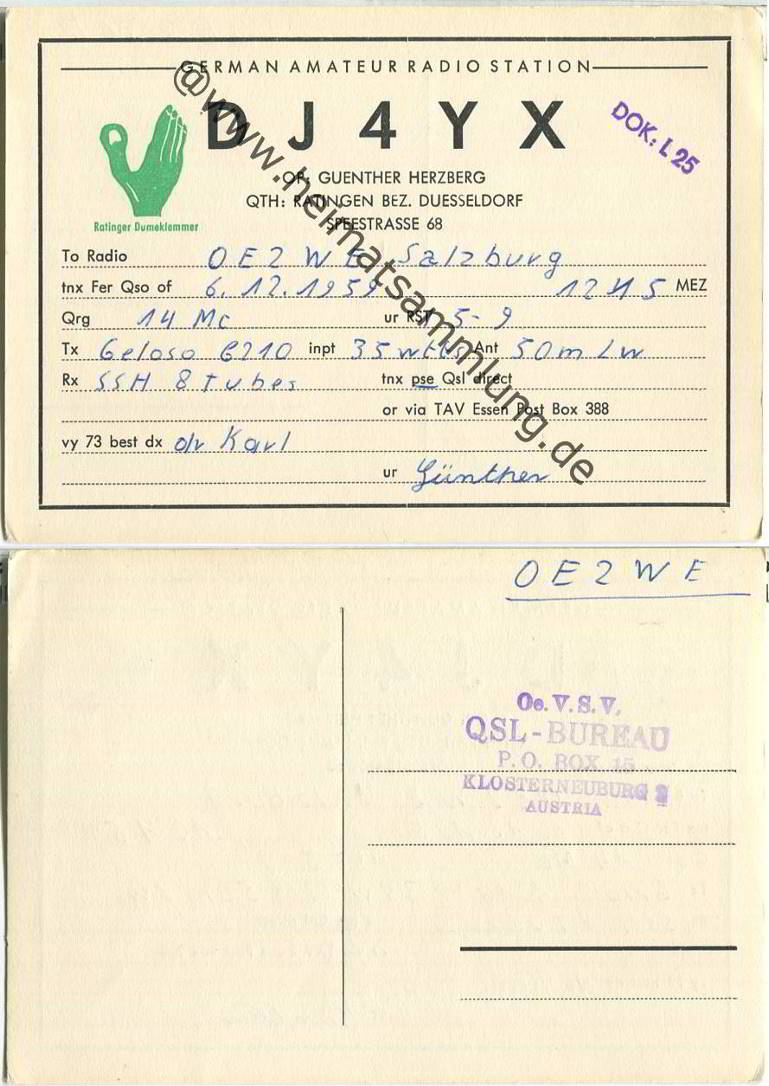 GERMAN AMATEUR RADIO STATION
DJ4YX
DOK: L 25
OP: GUENTHER HERZBERG
QTH: RATINGEN BEZ. DUESSELDORF
SPEESTRASSE 68
Ratinger Dumeklemmer
To Radio OE2WE, Salzburg
tnx Fer Qso of 6.12.1959 1215 MEZ
Qrg 14 Mc ur RST 5-9
Tx Geloso G210 inpt 35 wtts Ant 50m LW
Rx SSH 8 tubes tnx pse Qsl direct
or via TAV Essen Post Box 388
vy 73 best dx o/r Karl
ur Günther
@www.heimatsammlung.de
OE2WE
Oe.V.S.V,
QSL-BUREAU
P.O. BOX 15
KLOSTERNEUBURG 2
AUSTRIA